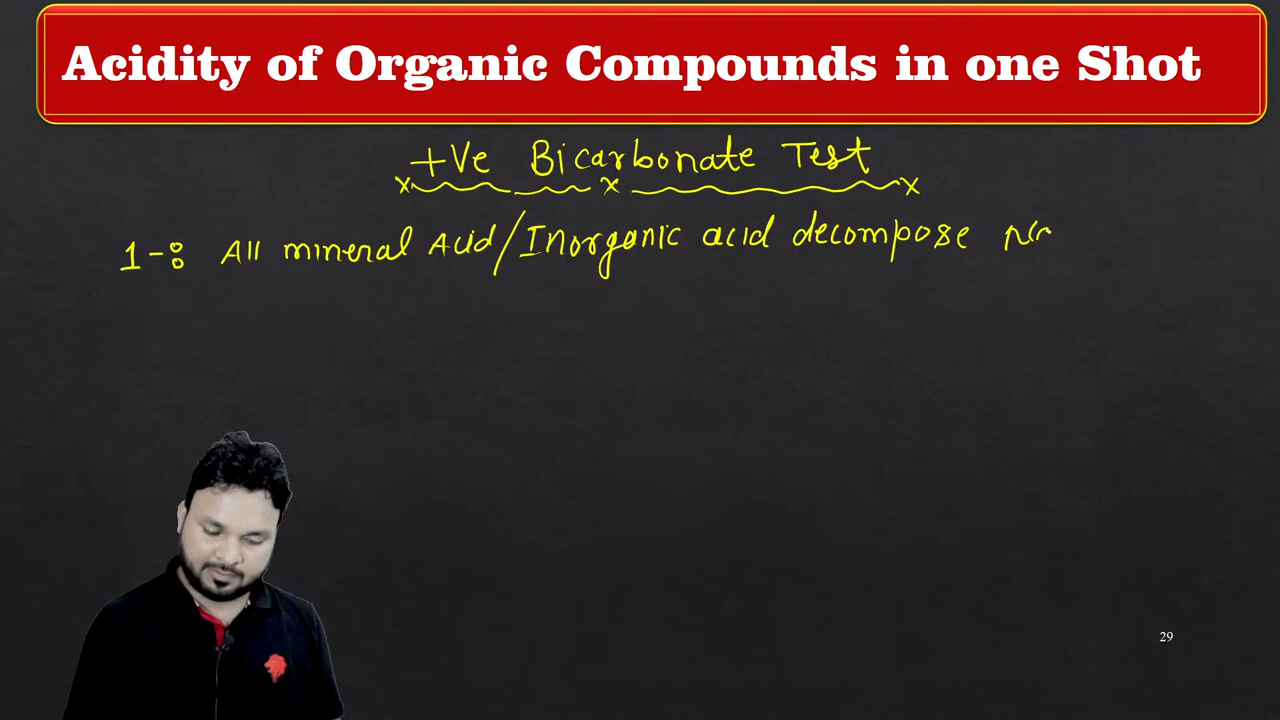 Acidity of Organic Compounds in one Shot
+Ve Bicarbonate Test
1-: All mineral Acid/Inorganic acid decompose
29